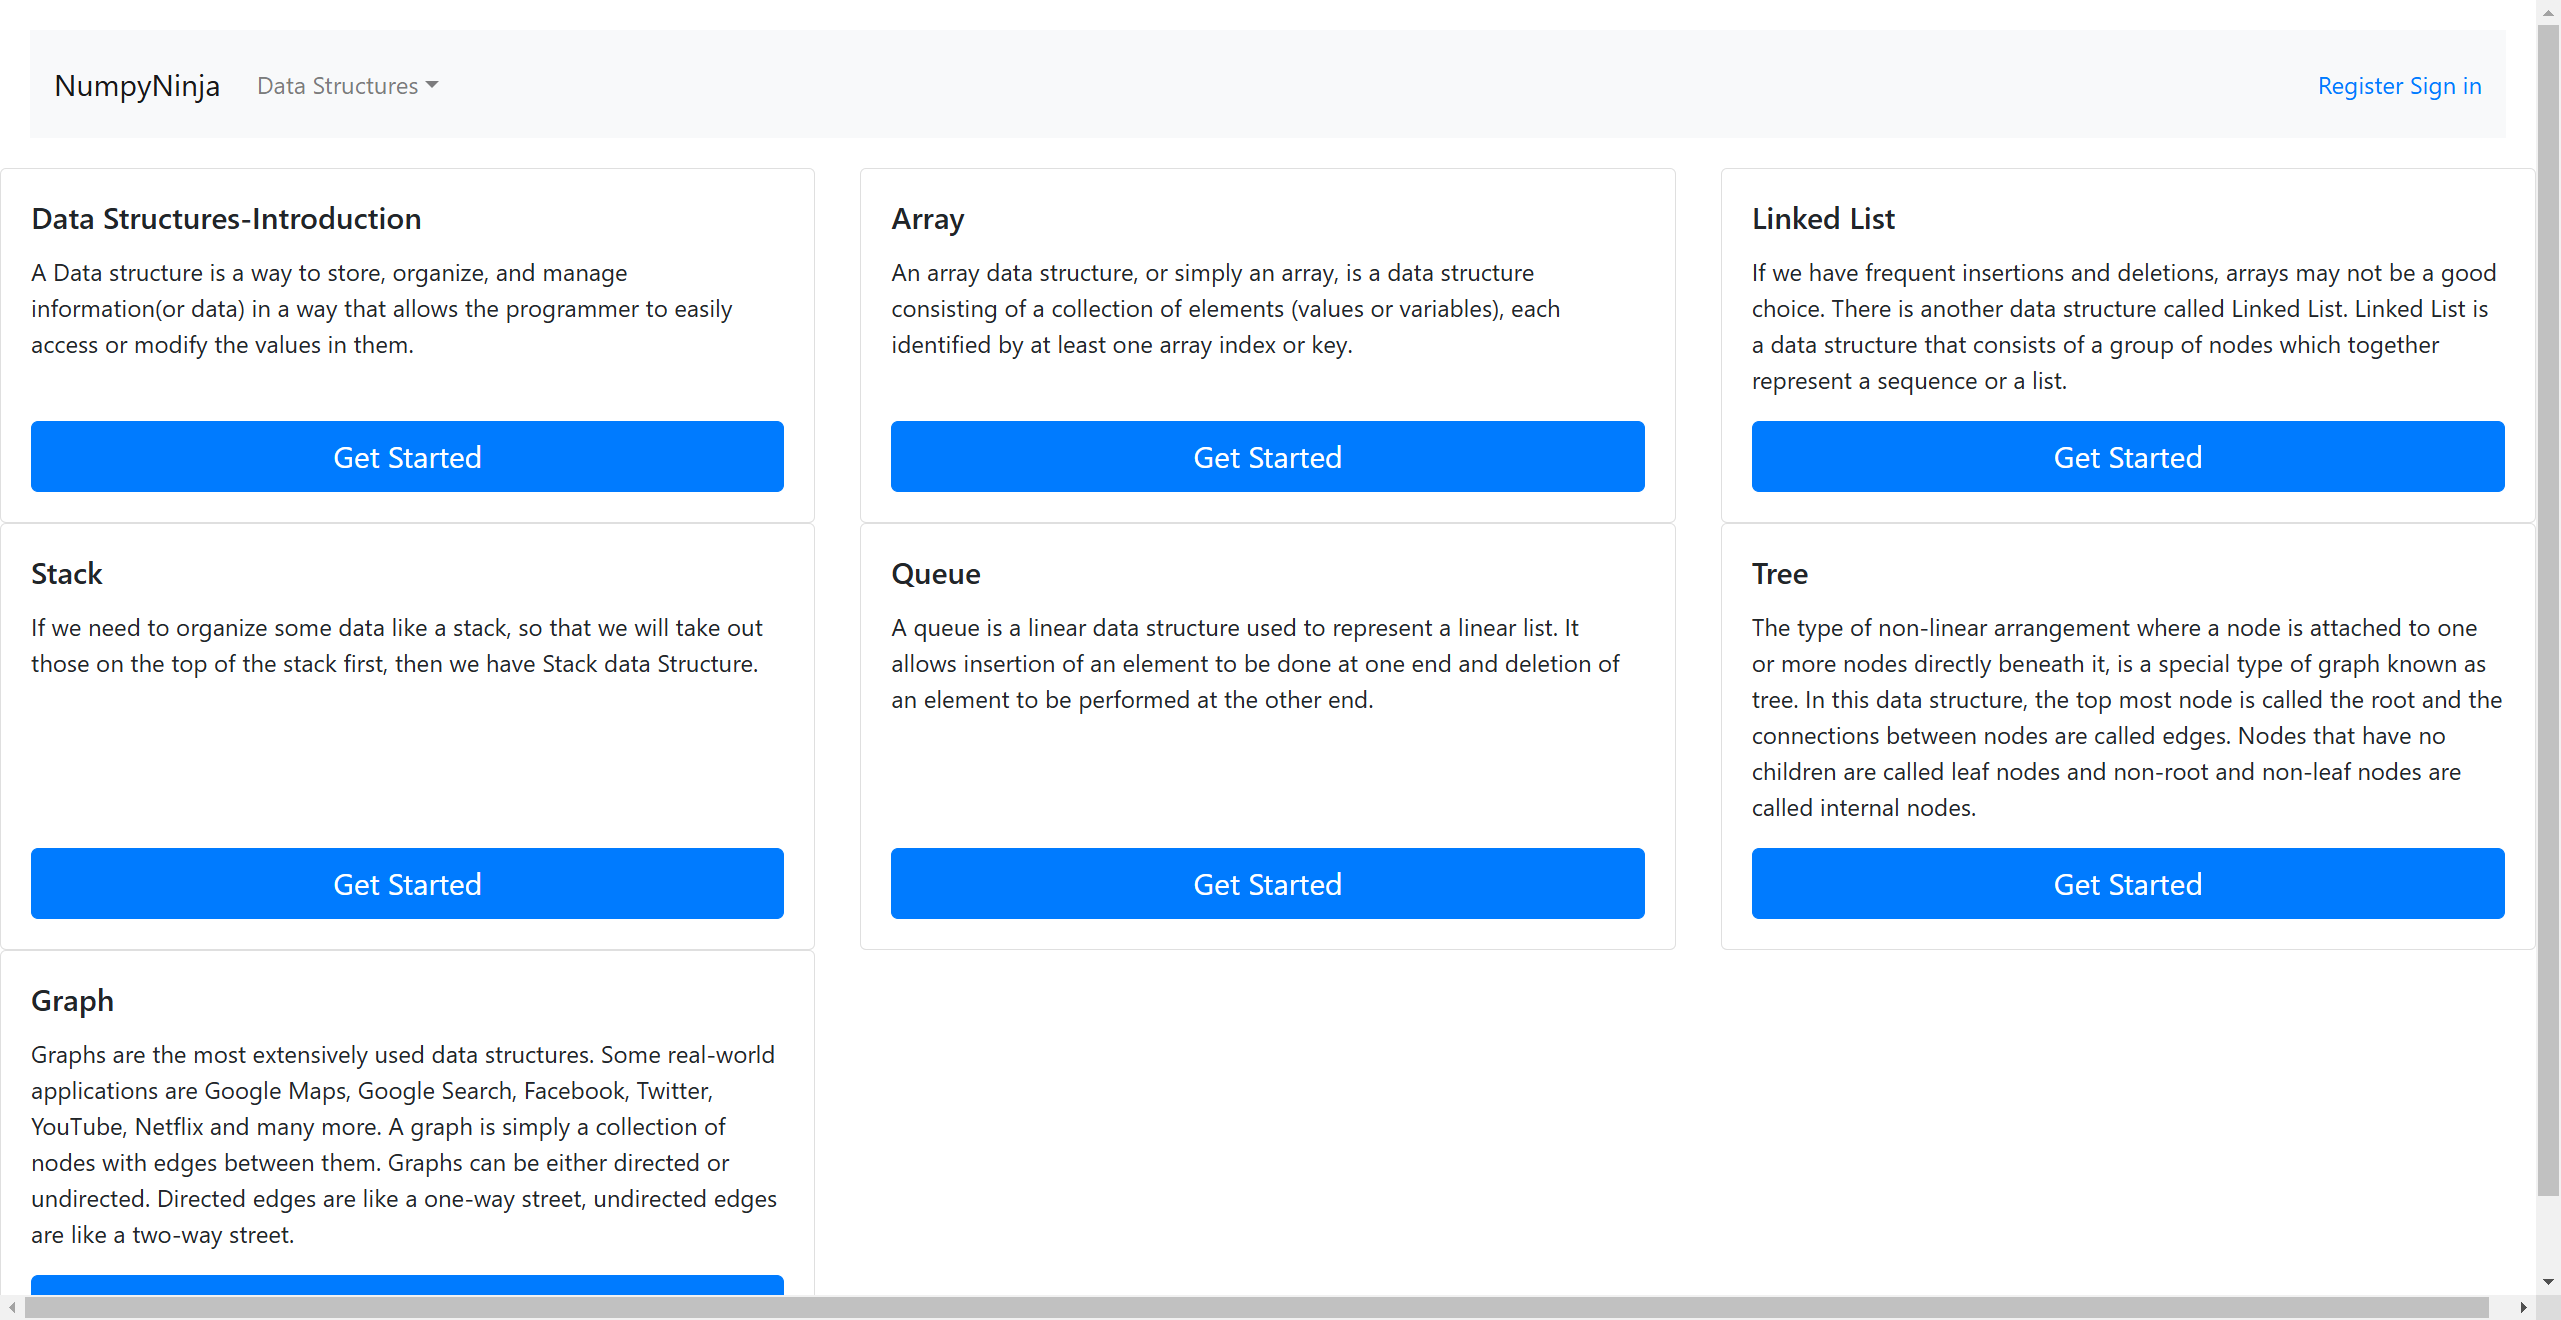 NumpyNinja Data Structures Register Sign in
Data Structures-Introduction
A Data structure is a way to store, organize, and manage
information(or data) in a way that allows the programmer to easily
access or modify the values in them.
Get Started
Array
An array data structure, or simply an array, is a data structure
consisting of a collection of elements (values or variables), each
identified by at least one array index or key.
Get Started
Linked List
If we have frequent insertions and deletions, arrays may not be a good
choice. There is another data structure called Linked List. Linked List is
a data structure that consists of a group of nodes which together
represent a sequence or a list.
Get Started
Stack
If we need to organize some data like a stack, so that we will take out
those on the top of the stack first, then we have Stack data Structure.
Get Started
Queue
A queue is a linear data structure used to represent a linear list. It
allows insertion of an element to be done at one end and deletion of
an element to be performed at the other end.
Get Started
Tree
The type of non-linear arrangement where a node is attached to one
or more nodes directly beneath it, is a special type of graph known as
tree. In this data structure, the top most node is called the root and the
connections between nodes are called edges. Nodes that have no
children are called leaf nodes and non-root and non-leaf nodes are
called internal nodes.
Get Started
Graph
Graphs are the most extensively used data structures. Some real-world
applications are Google Maps, Google Search, Facebook, Twitter,
YouTube, Netflix and many more. A graph is simply a collection of
nodes with edges between them. Graphs can be either directed or
undirected. Directed edges are like a one-way street, undirected edges
are like a two-way street.